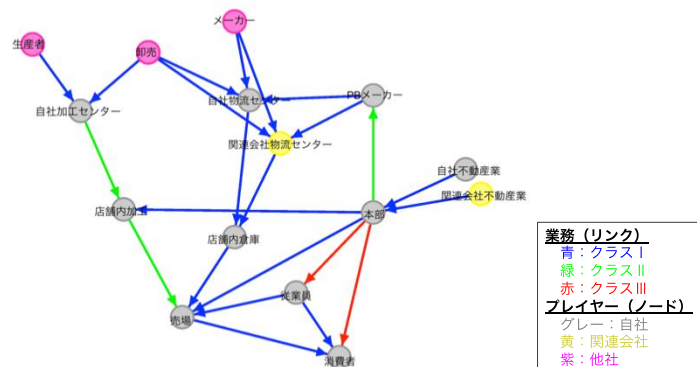 メーカー
生産者
卸売
PBメーカー
自社物流センター
自社加工センター
関連会社物流センター
自社不動産業
関連会社不動産業
店舗内加工
本部
店舗内倉庫
従業員
売場
消費者
業務（リンク）
青：クラスⅠ
緑：クラスⅡ
赤：クラスⅢ
プレイヤー（ノード）
グレー：自社
黄：関連会社
紫：他社